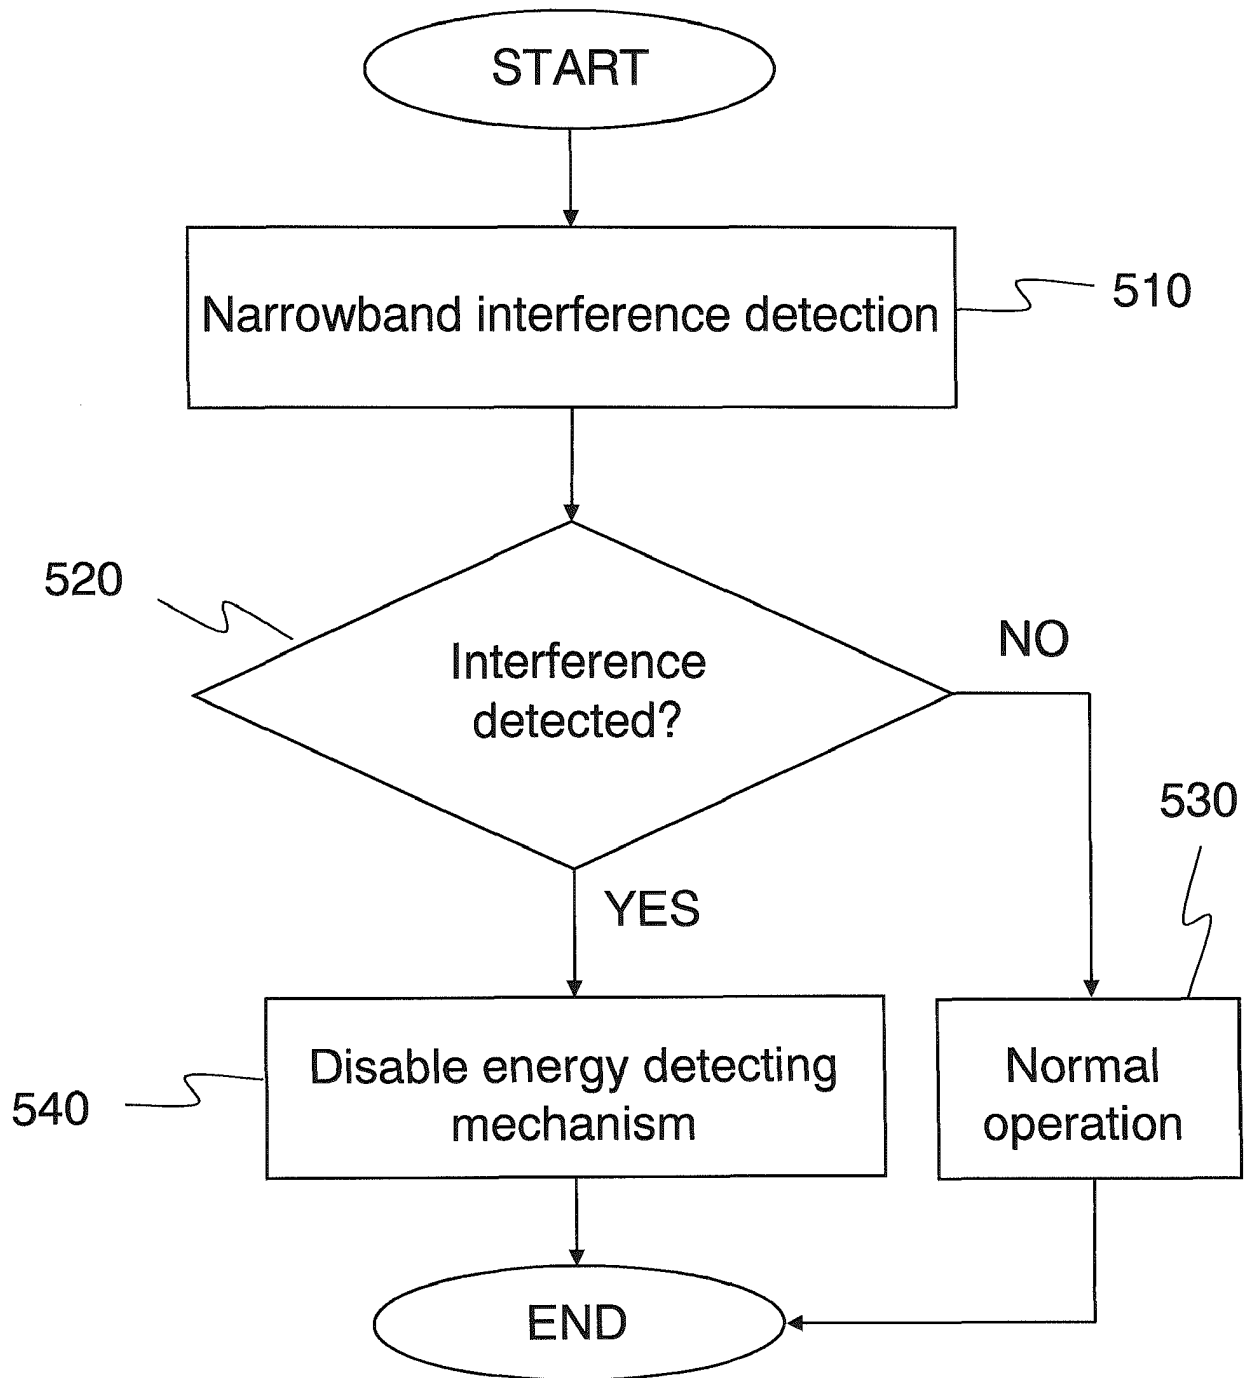 START
Narrowband interference detection
510
520
Interference
detected?
NO
530
YES
540
Disable energy detecting
mechanism
Normal
operation
END